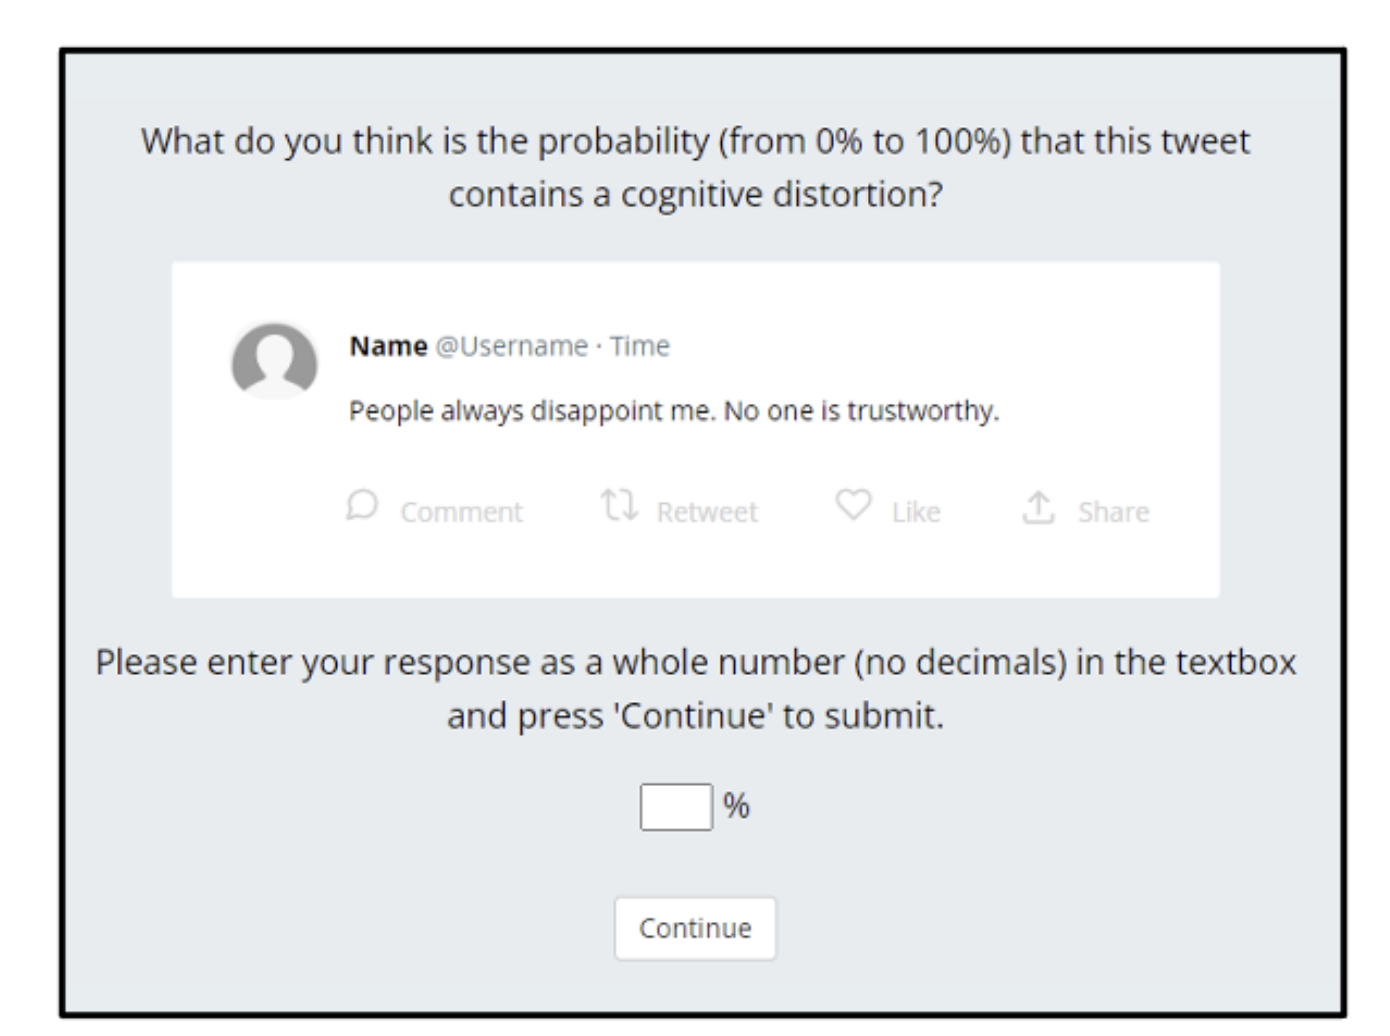 What do you think is the probability (from 0% to 100%) that this tweet
contains a cognitive distortion?
Name @Username · Time
People always disappoint me. No one is trustworthy.
Comment Retweet Like Share
Please enter your response as a whole number (no decimals) in the textbox
and press 'Continue' to submit.
%
Continue